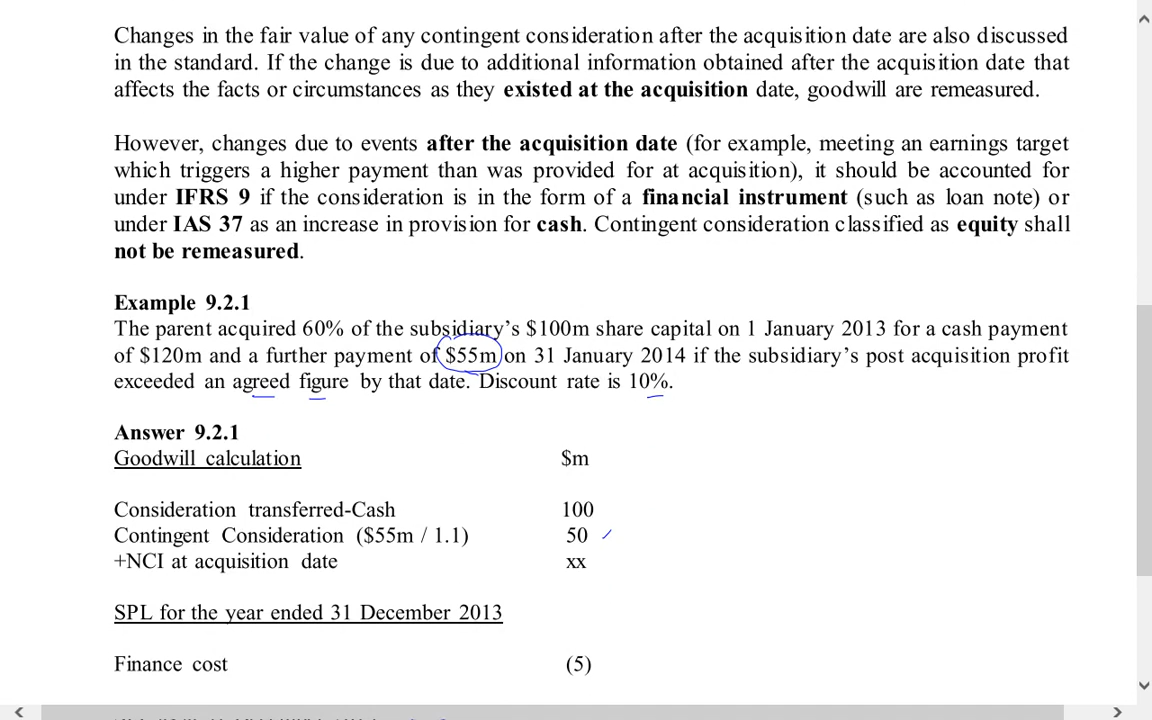 Changes in the fair value of any contingent consideration after the acquisition date are also discussed
in the standard. If the change is due to additional information obtained after the acquisition date that
affects the facts or circumstances as they existed at the acquisition date, goodwill are remeasured.
However, changes due to events after the acquisition date (for example, meeting an earnings target
which triggers a higher payment than was provided for at acquisition), it should be accounted for
under IFRS 9 if the consideration is in the form of a financial instrument (such as loan note) or
under IAS 37 as an increase in provision for cash. Contingent consideration classified as equity shall
not be remeasured.
Example 9.2.1
The parent acquired 60% of the subsidiary's $100m share capital on 1 January 2013 for a cash payment
of $120m and a further payment of $55m on 31 January 2014 if the subsidiary's post acquisition profit
exceeded an agreed figure by that date. Discount rate is 10%.
Answer 9.2.1
Goodwill calculation $m
Consideration transferred-Cash 100
Contingent Consideration ($55m / 1.1) 50
+NCI at acquisition date xx
SPL for the year ended 31 December 2013
Finance cost (5)